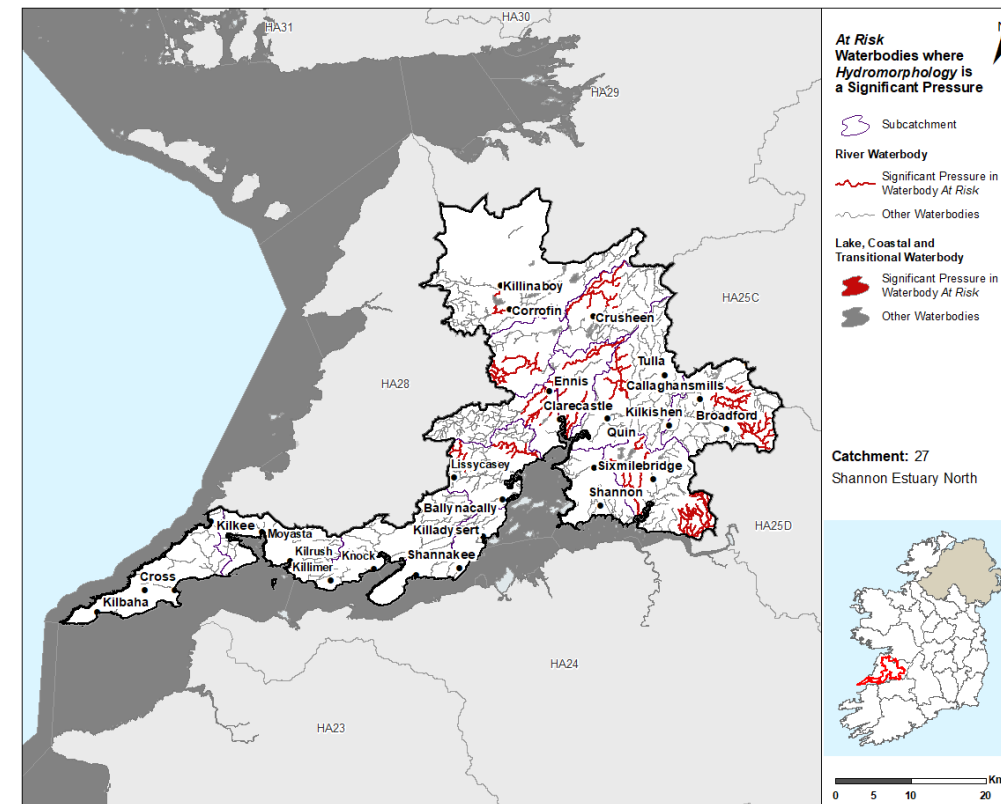 HA31
HA30
HA29
HA25C
HA28
HA25D
HA24
HA23
Killinaboy
Corrofin
Crusheen
Tulla
Ennis
Callaghansmills
Clarecastle
Kilkishen
Broadford
Quin
Lissycasey
Sixmilebridge
Shannon
Ballynacally
Kilkee
Moyasta
Killadysert
Kilrush
Knock
Shannakee
Killimer
Cross
Kilbaha
N
At Risk
Waterbodies where
Hydromorphology is
a Significant Pressure
Subcatchment
River Waterbody
Significant Pressure in
Waterbody At Risk
Other Waterbodies
Lake, Coastal and
Transitional Waterbody
Significant Pressure in
Waterbody At Risk
Other Waterbodies
Catchment: 27
Shannon Estuary North
Km
0 5 10 20